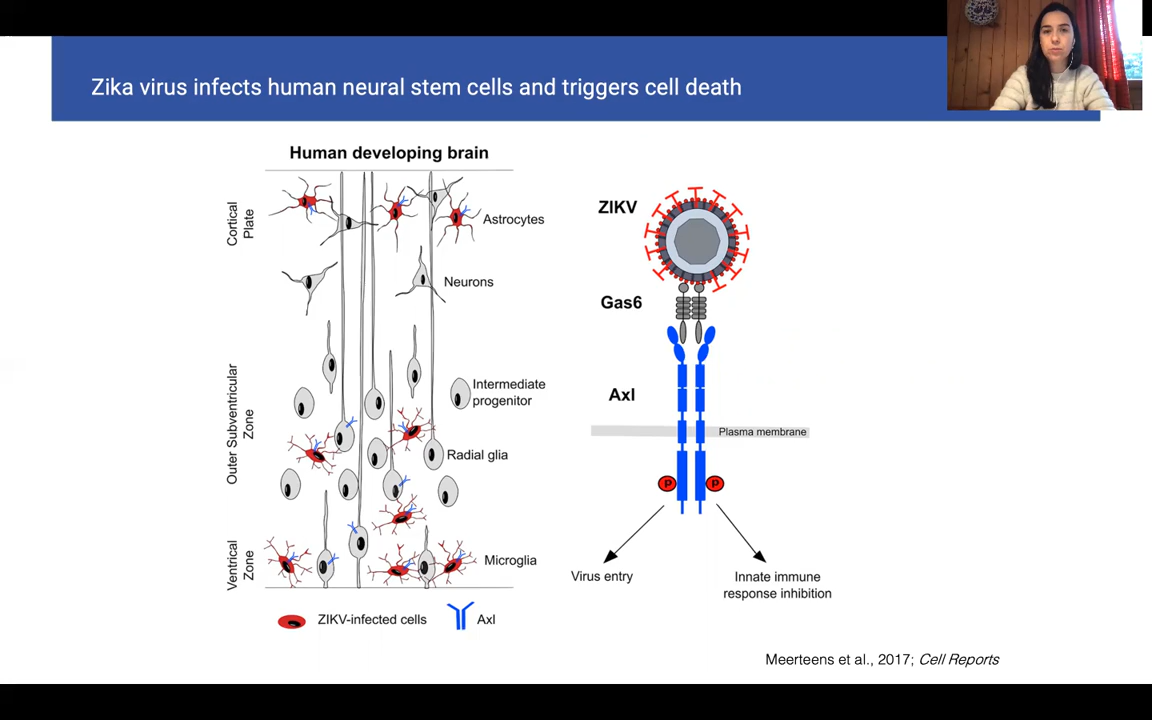 Zika virus infects human neural stem cells and triggers cell death
Human developing brain
Cortical
Plate
Astrocytes
Neurons
Outer Subventricular
Zone
Intermediate
progenitor
Radial glia
Ventrical
Zone
Microglia
ZIKV-infected cells
Axl
ZIKV
Gas6
Axl
Plasma membrane
P
P
Virus entry
Innate immune
response inhibition
Meerteens et al., 2017; Cell Reports